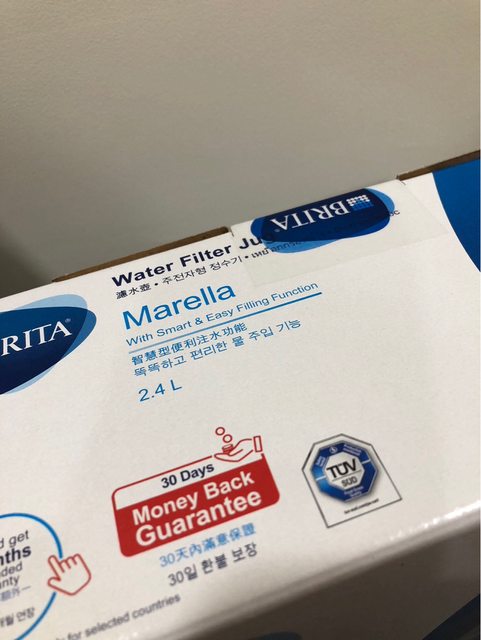 BRITA
Water Filter Ju
濾水壺・주전자형 정수기・
Marella
With Smart & Easy Filling Function
智慧型便利注水功能
똑똑하고 편리한 물 주입 기능
2.4 L
BRITA®
30 Days
Money Back
Guarantee
30天內滿意保證
30일 환불 보장
TÜV
SÜD
get
nths
for selected countries